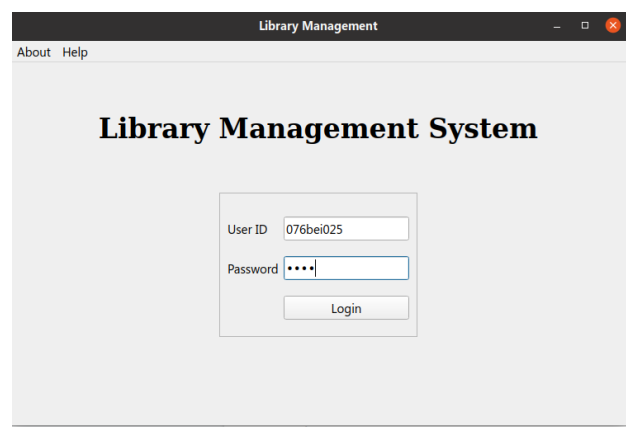 Library Management
About Help
Library Management System
User ID 076bei025
Password ••••
Login